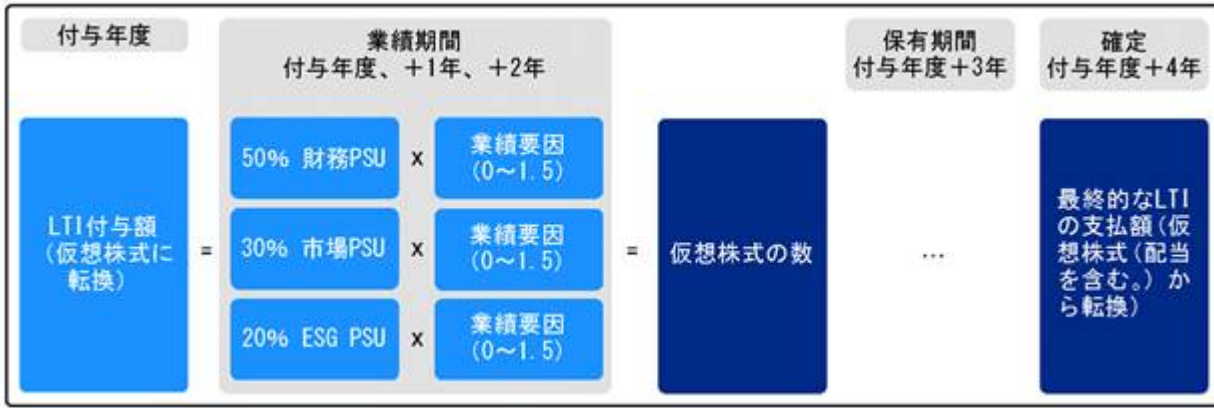 付与年度
業績期間
付与年度、+1年、+2年
保有期間
付与年度+3年
確定
付与年度+4年
LTI付与額
(仮想株式に
転換)
=
50% 財務PSU
x
業績要因
(0~1.5)
30% 市場PSU
x
業績要因
(0~1.5)
20% ESG PSU
x
業績要因
(0~1.5)
=
仮想株式の数
...
最終的なLTI
の支払額(仮
想株式(配当
を含む。)か
ら転換)